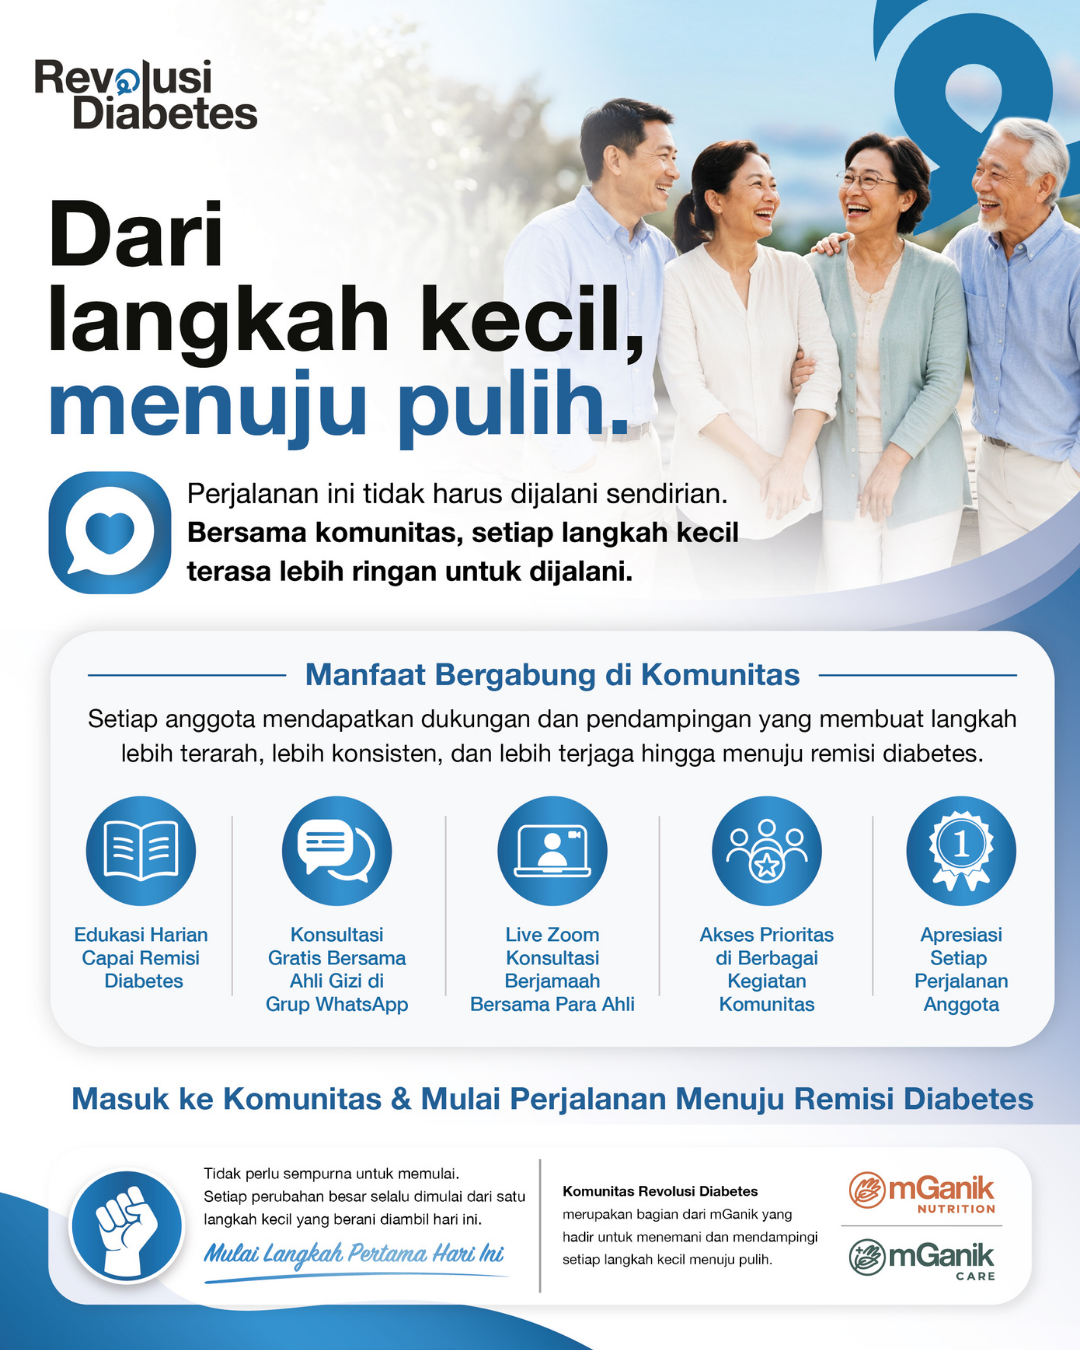 Revolusi
Diabetes
Dari
langkah kecil,
menuju pulih.
Perjalanan ini tidak harus dijalani sendirian.
Bersama komunitas, setiap langkah kecil
terasa lebih ringan untuk dijalani.
Manfaat Bergabung di Komunitas
Setiap anggota mendapatkan dukungan dan pendampingan yang membuat langkah
lebih terarah, lebih konsisten, dan lebih terjaga hingga menuju remisi diabetes.
Edukasi Harian
Capai Remisi
Diabetes
Konsultasi
Gratis Bersama
Ahli Gizi di
Grup WhatsApp
Live Zoom
Konsultasi
Berjamaah
Bersama Para Ahli
Akses Prioritas
di Berbagai
Kegiatan
Komunitas
1
Apresiasi
Setiap
Perjalanan
Anggota
Masuk ke Komunitas & Mulai Perjalanan Menuju Remisi Diabetes
Tidak perlu sempurna untuk memulai.
Setiap perubahan besar selalu dimulai dari satu
langkah kecil yang berani diambil hari ini.
Mulai Langkah Pertama Hari Ini
Komunitas Revolusi Diabetes
merupakan bagian dari mGanik yang
hadir untuk menemani dan mendampingi
setiap langkah kecil menuju pulih.
mGanik
NUTRITION
mGanik
CARE